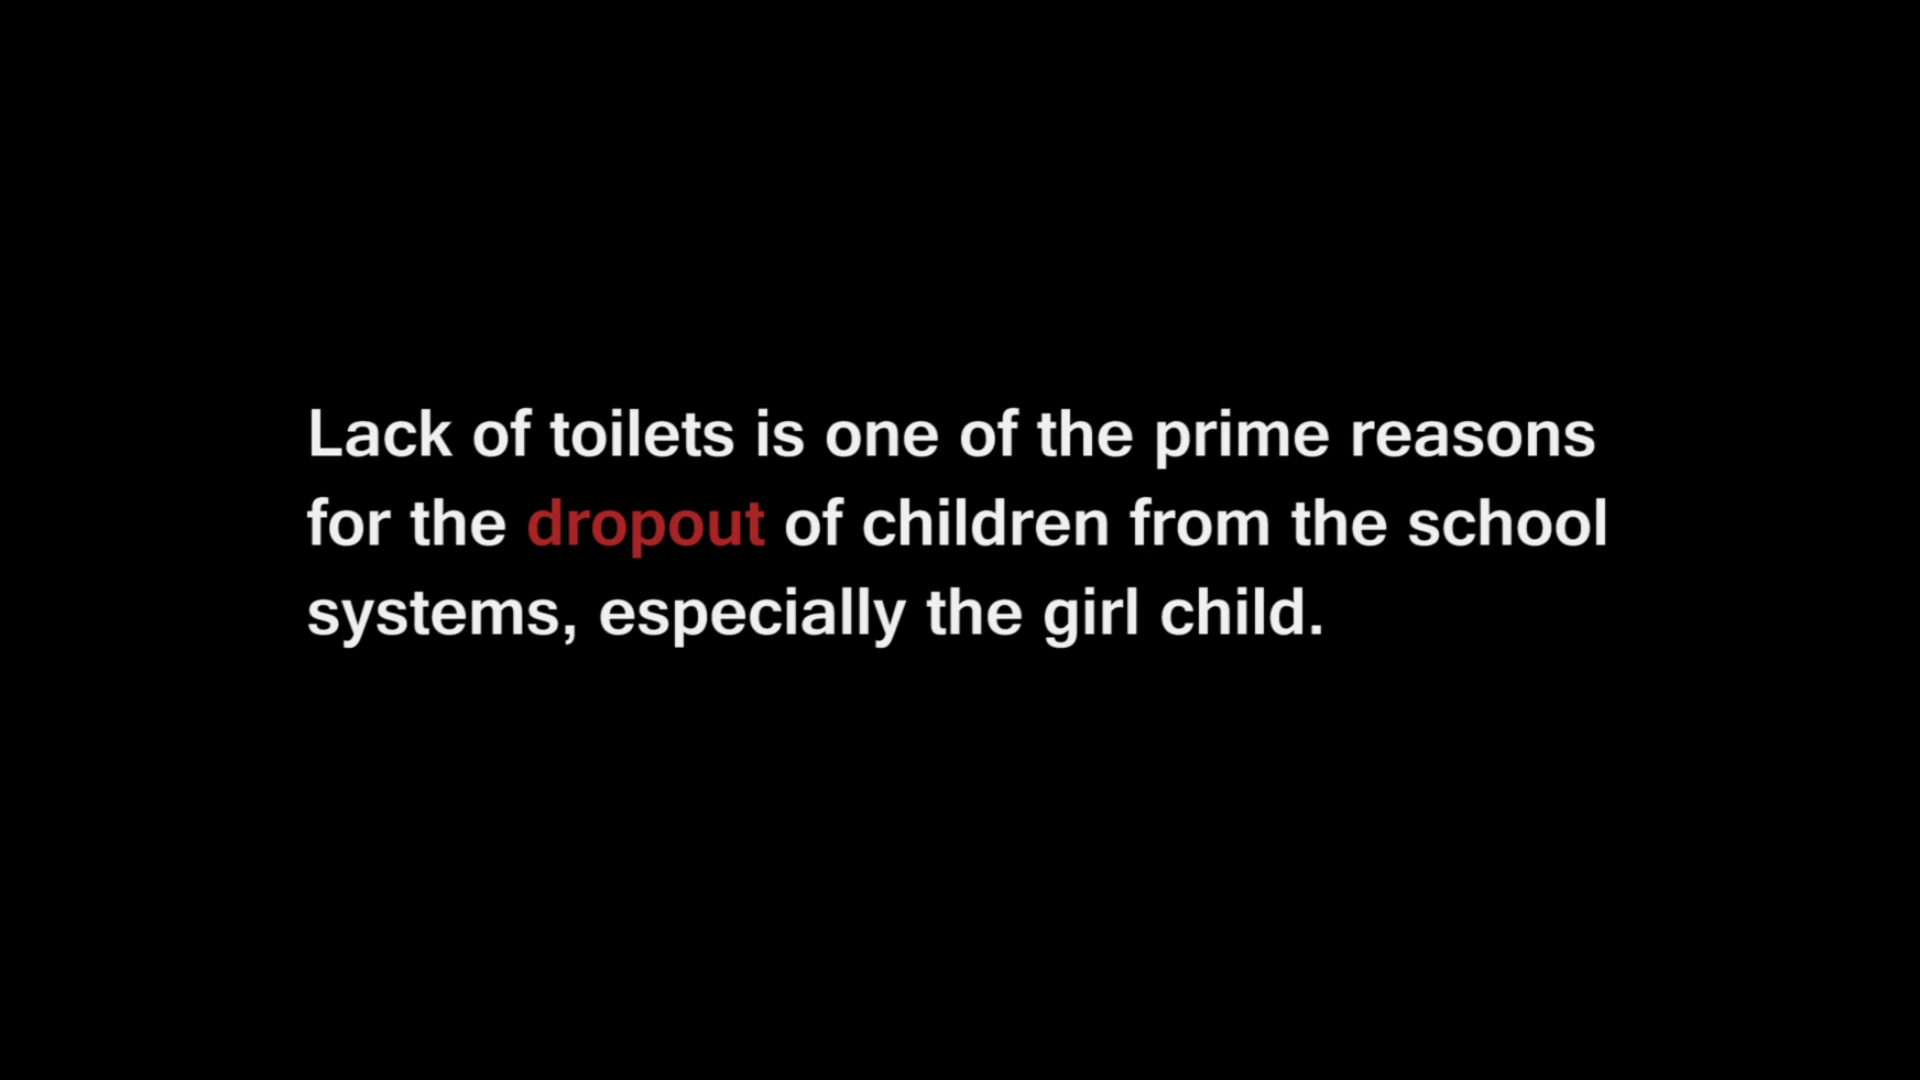 Lack of toilets is one of the prime reasons
for the dropout of children from the school
systems, especially the girl child.